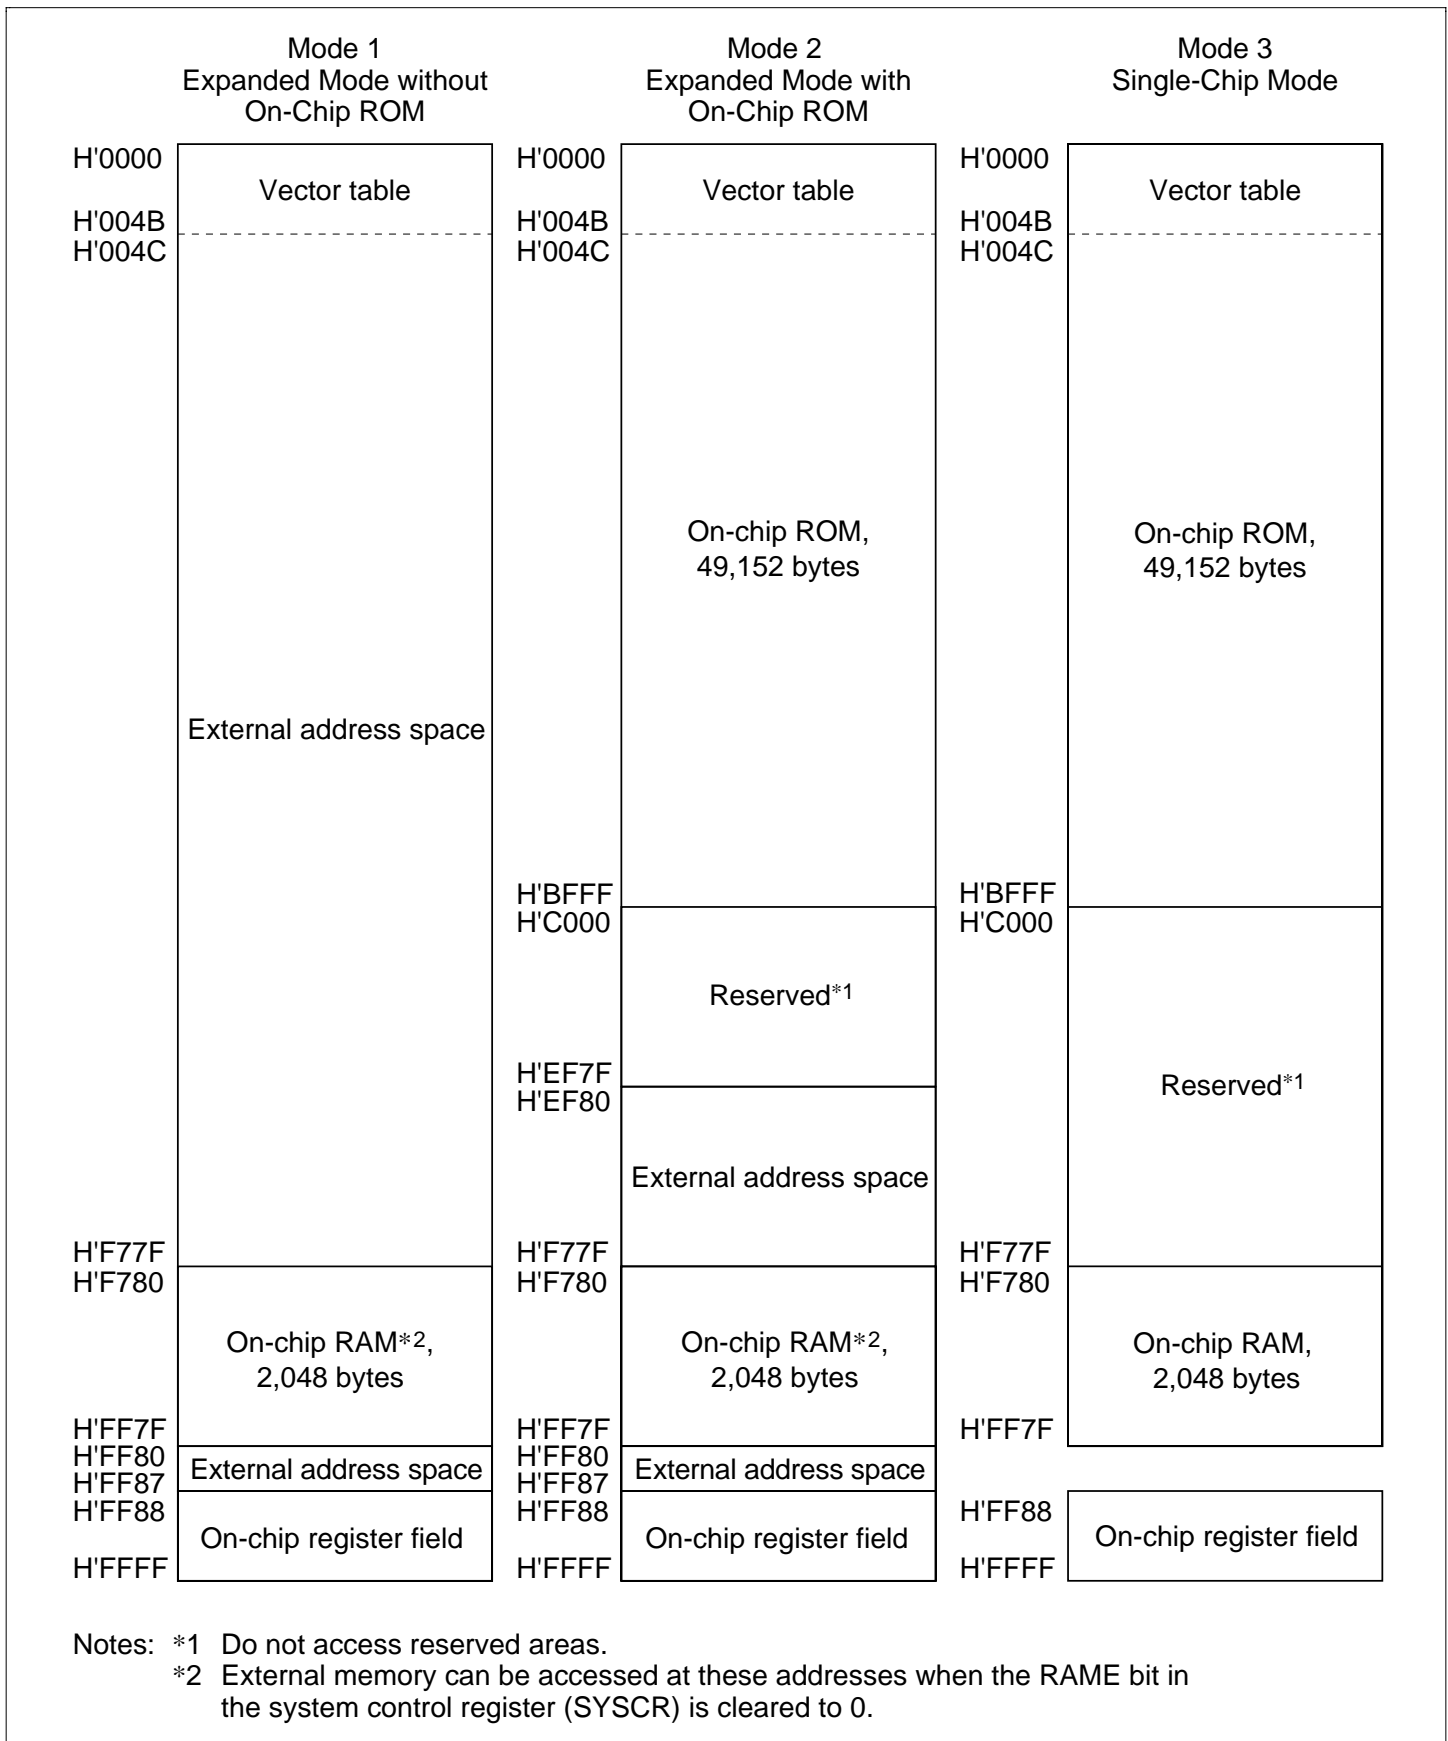 Mode 1
Expanded Mode without
On-Chip ROM
H'0000
Vector table
H'004B
H'004C
External address space
H'F77F
H'F780
On-chip RAM*2,
2,048 bytes
H'FF7F
H'FF80
External address space
H'FF87
H'FF88
On-chip register field
H'FFFF
Mode 2
Expanded Mode with
On-Chip ROM
H'0000
Vector table
H'004B
H'004C
On-chip ROM,
49,152 bytes
H'BFFF
H'C000
Reserved*1
H'EF7F
H'EF80
External address space
H'F77F
H'F780
On-chip RAM*2,
2,048 bytes
H'FF7F
H'FF80
External address space
H'FF87
H'FF88
On-chip register field
H'FFFF
Mode 3
Single-Chip Mode
H'0000
Vector table
H'004B
H'004C
On-chip ROM,
49,152 bytes
H'BFFF
H'C000
Reserved*1
H'F77F
H'F780
On-chip RAM,
2,048 bytes
H'FF7F
H'FF88
On-chip register field
H'FFFF
Notes: *1 Do not access reserved areas.
*2 External memory can be accessed at these addresses when the RAME bit in
the system control register (SYSCR) is cleared to 0.